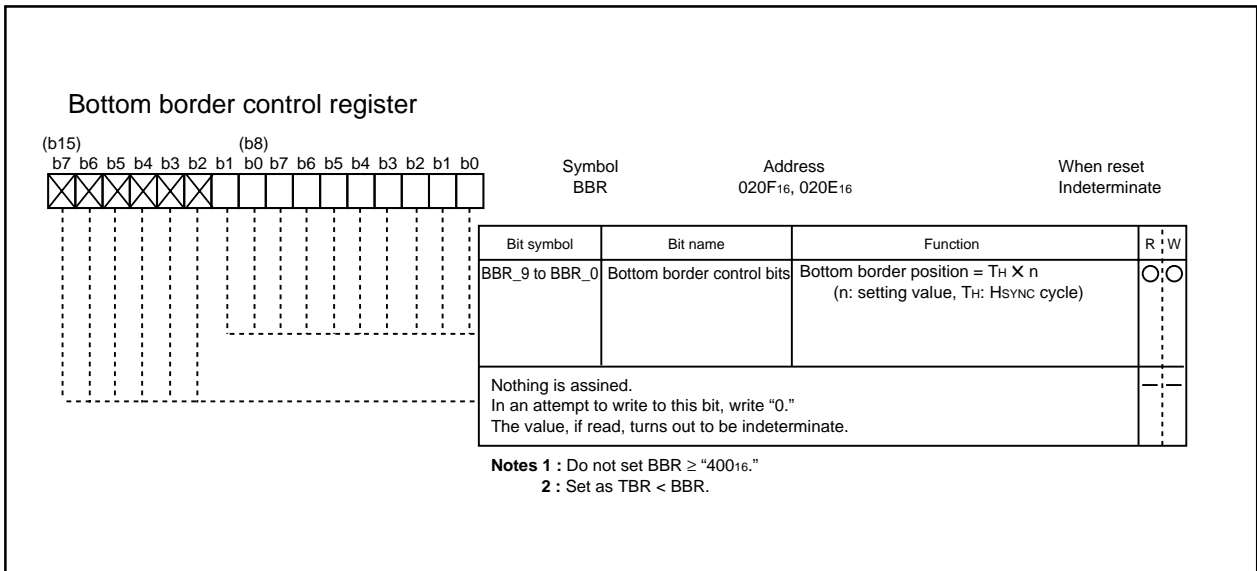 Bottom border control register
(b15) (b8)
b7 b6 b5 b4 b3 b2 b1 b0 b7 b6 b5 b4 b3 b2 b1 b0
Symbol Address When reset
BBR 020F16, 020E16 Indeterminate
Bit symbol Bit name Function R W
BBR_9 to BBR_0 Bottom border control bits Bottom border position = TH × n
(n: setting value, TH: HSYNC cycle)
Nothing is assined.
In an attempt to write to this bit, write “0.”
The value, if read, turns out to be indeterminate.
Notes 1 : Do not set BBR ≥ “40016.”
2 : Set as TBR < BBR.